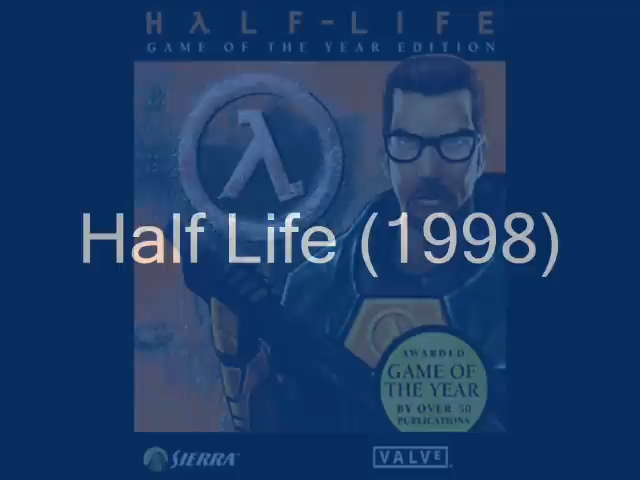 HλLF-LIFE
GAME OF THE YEAR EDITION
λ
Half Life (1998)
AWARDED
GAME OF
THE YEAR
BY OVER 50
PUBLICATIONS
SIERRA
VALVE